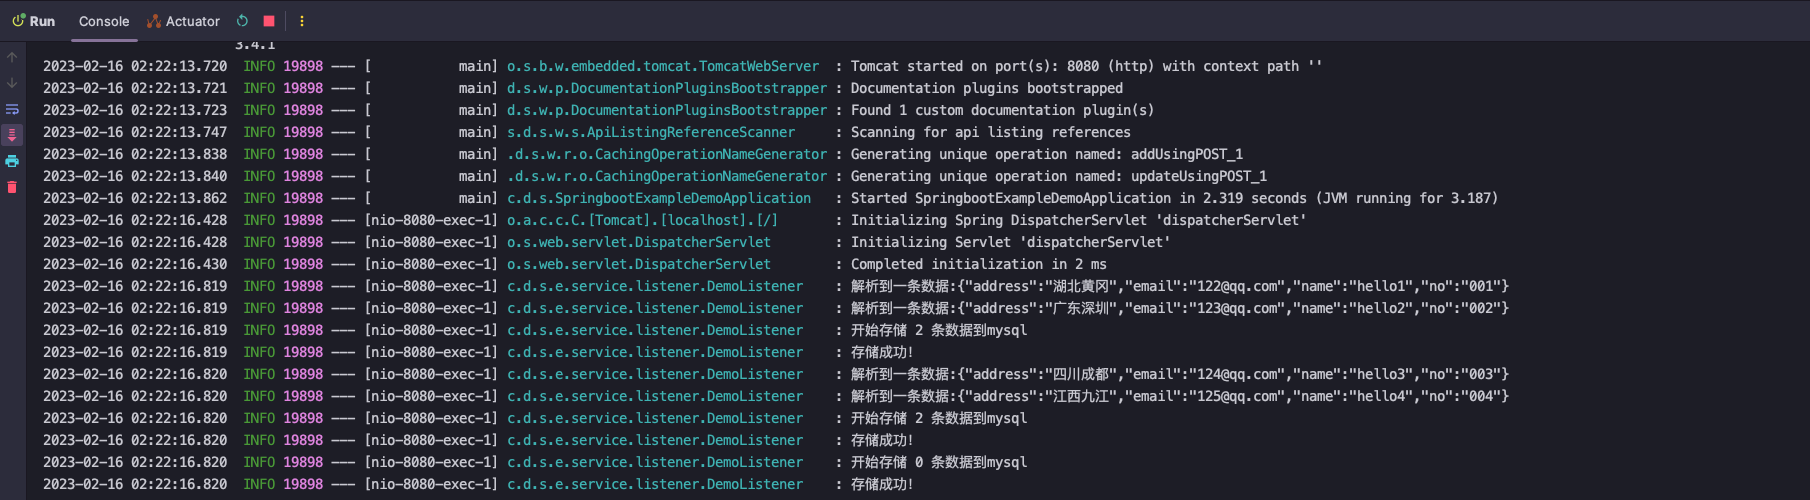 Run Console Actuator
3.4.1
2023-02-16 02:22:13.720 INFO 19898 --- [           main] o.s.b.w.embedded.tomcat.TomcatWebServer : Tomcat started on port(s): 8080 (http) with context path ''
2023-02-16 02:22:13.721 INFO 19898 --- [           main] d.s.w.p.DocumentationPluginsBootstrapper : Documentation plugins bootstrapped
2023-02-16 02:22:13.723 INFO 19898 --- [           main] d.s.w.p.DocumentationPluginsBootstrapper : Found 1 custom documentation plugin(s)
2023-02-16 02:22:13.747 INFO 19898 --- [           main] s.d.s.w.s.ApiListingReferenceScanner : Scanning for api listing references
2023-02-16 02:22:13.838 INFO 19898 --- [           main] .d.s.w.r.o.CachingOperationNameGenerator : Generating unique operation named: addUsingPOST_1
2023-02-16 02:22:13.840 INFO 19898 --- [           main] .d.s.w.r.o.CachingOperationNameGenerator : Generating unique operation named: updateUsingPOST_1
2023-02-16 02:22:13.862 INFO 19898 --- [           main] c.d.s.SpringbootExampleDemoApplication : Started SpringbootExampleDemoApplication in 2.319 seconds (JVM running for 3.187)
2023-02-16 02:22:16.428 INFO 19898 --- [nio-8080-exec-1] o.a.c.c.C.[Tomcat].[localhost].[/] : Initializing Spring DispatcherServlet 'dispatcherServlet'
2023-02-16 02:22:16.428 INFO 19898 --- [nio-8080-exec-1] o.s.web.servlet.DispatcherServlet : Initializing Servlet 'dispatcherServlet'
2023-02-16 02:22:16.430 INFO 19898 --- [nio-8080-exec-1] o.s.web.servlet.DispatcherServlet : Completed initialization in 2 ms
2023-02-16 02:22:16.819 INFO 19898 --- [nio-8080-exec-1] c.d.s.e.service.listener.DemoListener : 解析到一条数据:{"address":"湖北黄冈","email":"122@qq.com","name":"hello1","no":"001"}
2023-02-16 02:22:16.819 INFO 19898 --- [nio-8080-exec-1] c.d.s.e.service.listener.DemoListener : 解析到一条数据:{"address":"广东深圳","email":"123@qq.com","name":"hello2","no":"002"}
2023-02-16 02:22:16.819 INFO 19898 --- [nio-8080-exec-1] c.d.s.e.service.listener.DemoListener : 开始存储 2 条数据到mysql
2023-02-16 02:22:16.819 INFO 19898 --- [nio-8080-exec-1] c.d.s.e.service.listener.DemoListener : 存储成功!
2023-02-16 02:22:16.820 INFO 19898 --- [nio-8080-exec-1] c.d.s.e.service.listener.DemoListener : 解析到一条数据:{"address":"四川成都","email":"124@qq.com","name":"hello3","no":"003"}
2023-02-16 02:22:16.820 INFO 19898 --- [nio-8080-exec-1] c.d.s.e.service.listener.DemoListener : 解析到一条数据:{"address":"江西九江","email":"125@qq.com","name":"hello4","no":"004"}
2023-02-16 02:22:16.820 INFO 19898 --- [nio-8080-exec-1] c.d.s.e.service.listener.DemoListener : 开始存储 2 条数据到mysql
2023-02-16 02:22:16.820 INFO 19898 --- [nio-8080-exec-1] c.d.s.e.service.listener.DemoListener : 存储成功!
2023-02-16 02:22:16.820 INFO 19898 --- [nio-8080-exec-1] c.d.s.e.service.listener.DemoListener : 开始存储 0 条数据到mysql
2023-02-16 02:22:16.820 INFO 19898 --- [nio-8080-exec-1] c.d.s.e.service.listener.DemoListener : 存储成功!